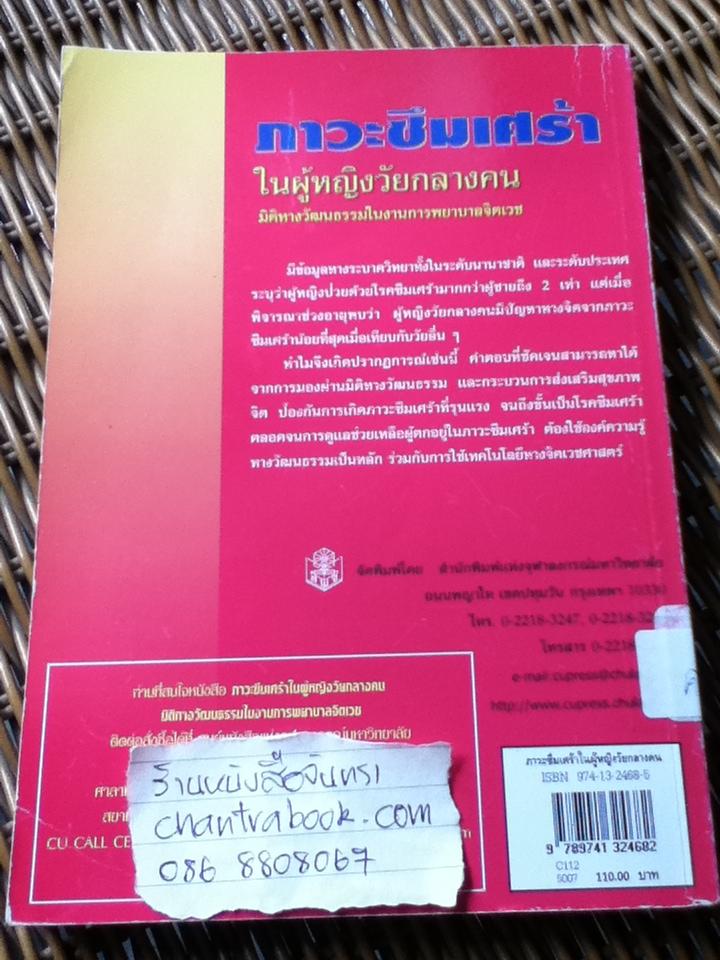 ภาวะซึมเศร้า
ในผู้หญิงวัยกลางคน
มิติทางวัฒนธรรมในงานการพยาบาลจิตเวช
มีข้อมูลทางระบาดวิทยาทั้งในระดับนานาชาติ และระดับประเทศ
ระบุว่าผู้หญิงป่วยด้วยโรคซึมเศร้ามากกว่าผู้ชายถึง 2 เท่า แต่เมื่อ
พิจารณาช่วงอายุพบว่า ผู้หญิงวัยกลางคนมีปัญหาทางจิตจากภาวะ
ซึมเศร้าน้อยที่สุดเมื่อเทียบกับวัยอื่น ๆ
ทำไมจึงเกิดปรากฏการณ์เช่นนี้ คำตอบที่ชัดเจนสามารถหาได้
จากการมองผ่านมิติทางวัฒนธรรม และกระบวนการส่งเสริมสุขภาพ
จิต ป้องกันการเกิดภาวะซึมเศร้าที่รุนแรง จนถึงขั้นเป็นโรคซึมเศร้า
ตลอดจนการดูแลช่วยเหลือผู้ตกอยู่ในภาวะซึมเศร้า ต้องใช้องค์ความรู้
ทางวัฒนธรรมเป็นหลัก ร่วมกับการใช้เทคโนโลยีทางจิตเวชศาสตร์
จัดพิมพ์โดย สำนักพิมพ์แห่งจุฬาลงกรณ์มหาวิทยาลัย
ถนนพญาไท เขตปทุมวัน กรุงเทพฯ 10330
โทร. 0-2218-3247, 0-2218-32
โทรสาร 0-2218
e-mail:cupress@chul
http://www.cupress.chul
ท่านที่สนใจหนังสือ ภาวะซึมเศร้าในผู้หญิงวัยกลางคน
มิติทางวัฒนธรรมในงานการพยาบาลจิตเวช
ติดต่อสั่งซื้อได้ที่
CU CALL CE
ร้านหนังสือจันทรา
chantrabook.com
086 8808067
ภาวะซึมเศร้าในผู้หญิงวัยกลางคน
ISBN 974-13-2468-5
9 789741 324682
C112
5007 110.00 บาท